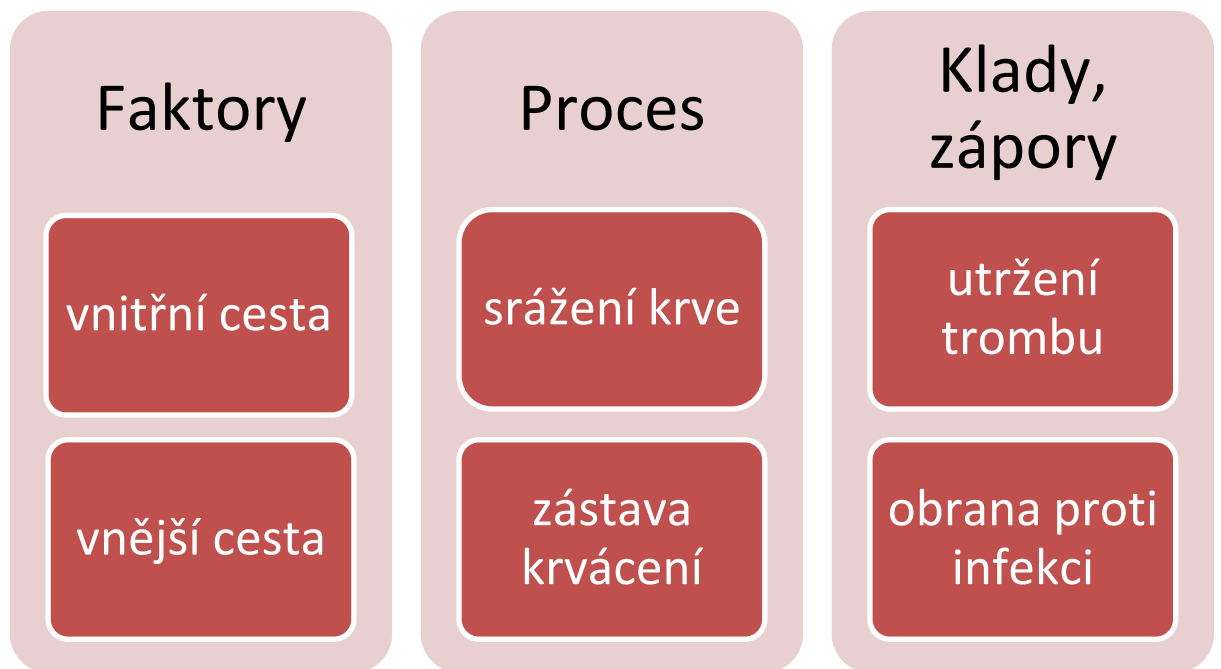 Faktory
vnitřní cesta
vnější cesta
Proces
srážení krve
zástava
krvácení
Klady,
zápory
utržení
trombu
obrana proti
infekci